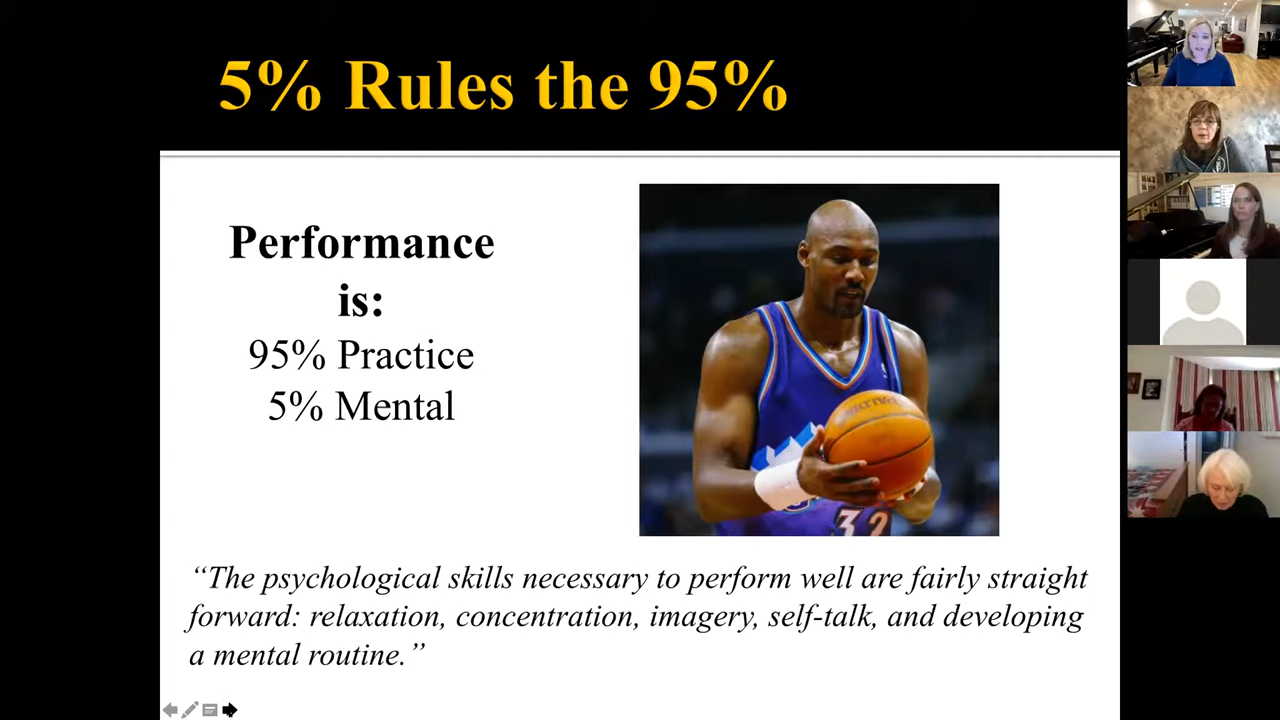 5% Rules the 95%
Performance
is:
95% Practice
5% Mental
32
“The psychological skills necessary to perform well are fairly straight
forward: relaxation, concentration, imagery, self-talk, and developing
a mental routine.”